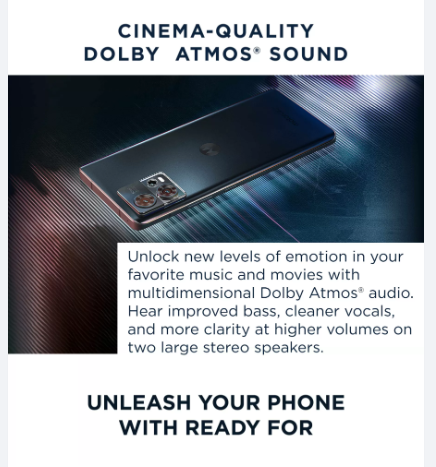 CINEMA-QUALITY
DOLBY ATMOS® SOUND
Unlock new levels of emotion in your
favorite music and movies with
multidimensional Dolby Atmos® audio.
Hear improved bass, cleaner vocals,
and more clarity at higher volumes on
two large stereo speakers.
UNLEASH YOUR PHONE
WITH READY FOR